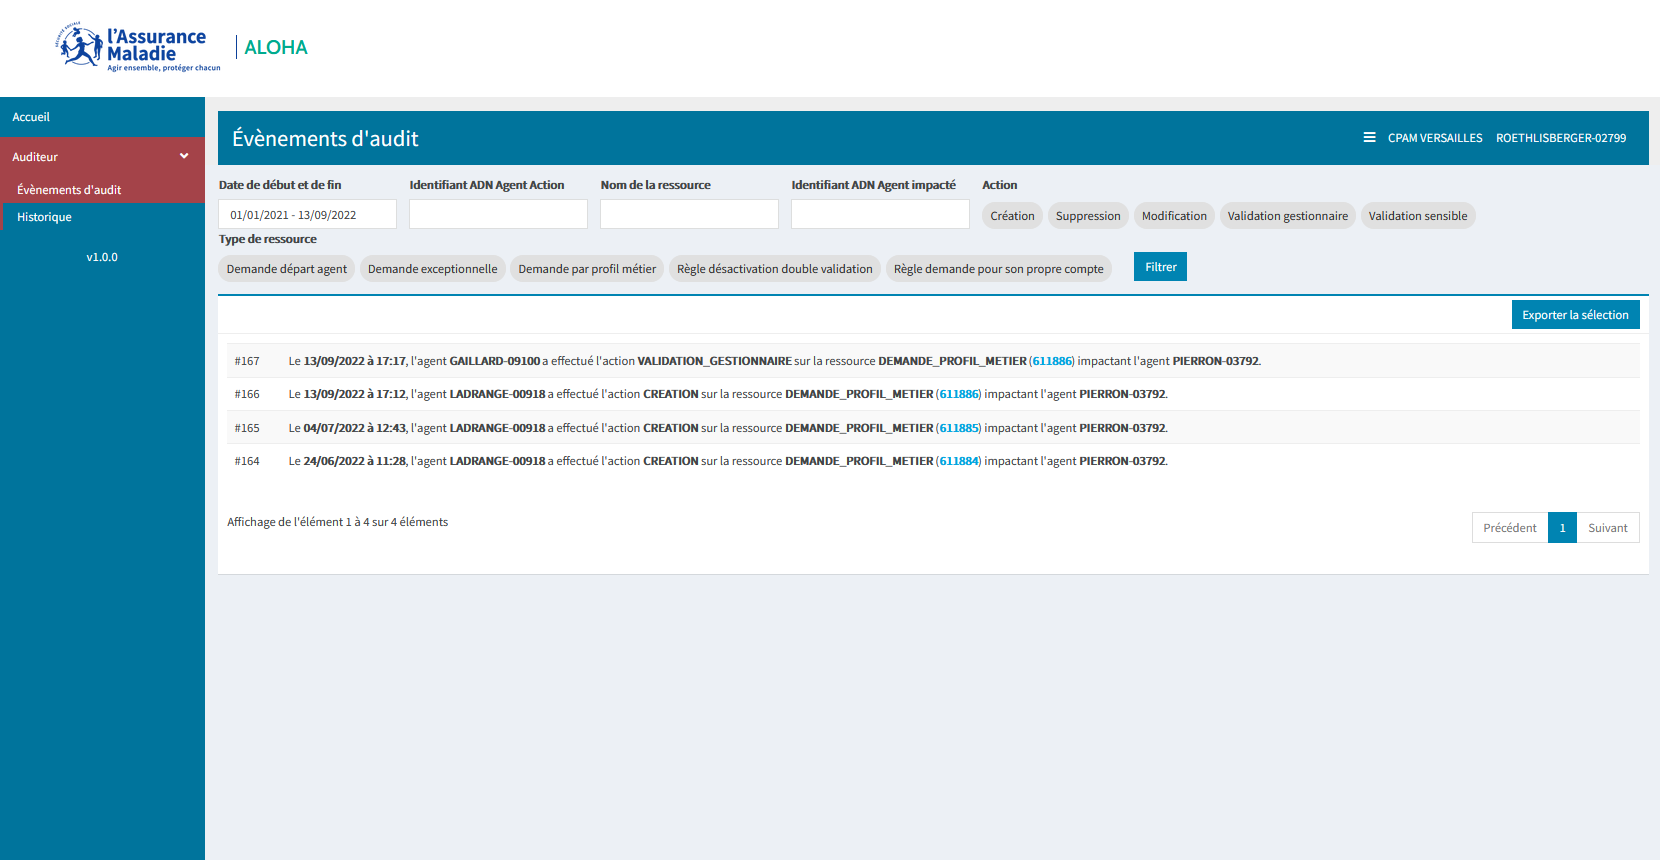 SÉCURITÉ SOCIALE
l'Assurance
Maladie
Agir ensemble, protéger chacun
ALOHA
Accueil
Auditeur
Évènements d'audit
Historique
v1.0.0
Évènements d'audit
CPAM VERSAILLES ROETHLISBERGER-02799
Date de début et de fin Identifiant ADN Agent Action Nom de la ressource Identifiant ADN Agent impacté Action
01/01/2021 - 13/09/2022 Création Suppression Modification Validation gestionnaire Validation sensible
Type de ressource
Demande départ agent Demande exceptionnelle Demande par profil métier Règle désactivation double validation Règle demande pour son propre compte Filtrer
Exporter la sélection
#167 Le 13/09/2022 à 17:17, l'agent GAILLARD-09100 a effectué l'action VALIDATION_GESTIONNAIRE sur la ressource DEMANDE_PROFIL_METIER (611886) impactant l'agent PIERRON-03792.
#166 Le 13/09/2022 à 17:12, l'agent LADRANGE-00918 a effectué l'action CREATION sur la ressource DEMANDE_PROFIL_METIER (611886) impactant l'agent PIERRON-03792.
#165 Le 04/07/2022 à 12:43, l'agent LADRANGE-00918 a effectué l'action CREATION sur la ressource DEMANDE_PROFIL_METIER (611885) impactant l'agent PIERRON-03792.
#164 Le 24/06/2022 à 11:28, l'agent LADRANGE-00918 a effectué l'action CREATION sur la ressource DEMANDE_PROFIL_METIER (611884) impactant l'agent PIERRON-03792.
Affichage de l'élément 1 à 4 sur 4 éléments
Précédent 1 Suivant